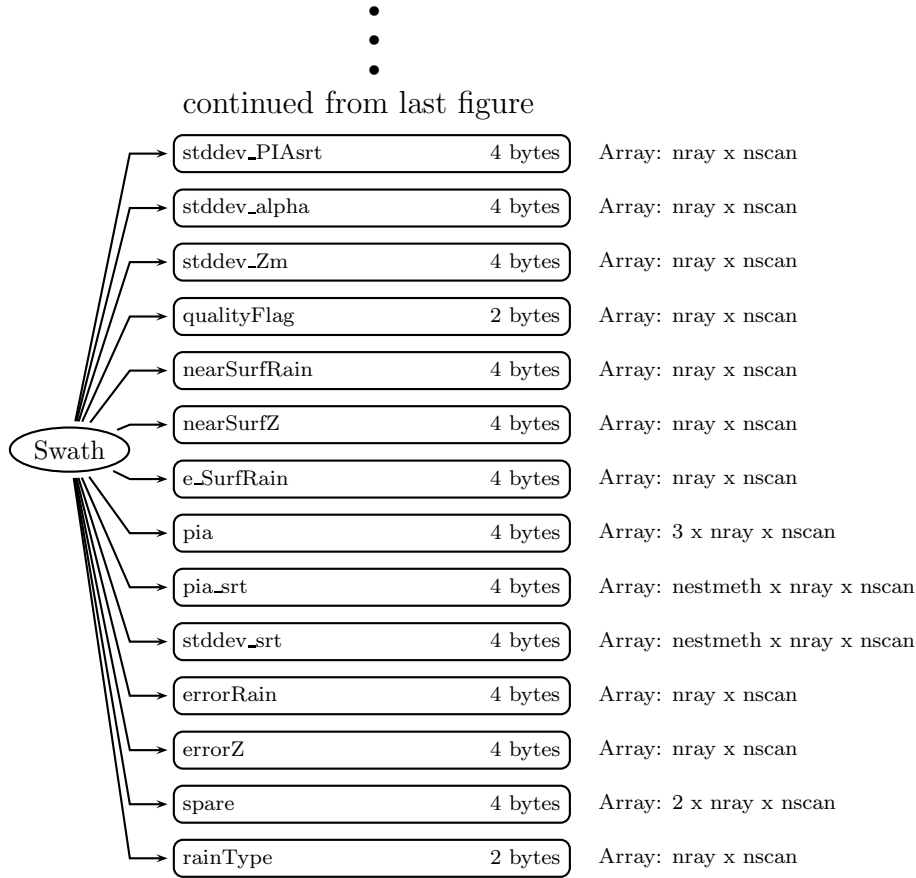 continued from last figure
stddev_PIAsrt 4 bytes Array: nray x nscan
stddev_alpha 4 bytes Array: nray x nscan
stddev_Zm 4 bytes Array: nray x nscan
qualityFlag 2 bytes Array: nray x nscan
nearSurfRain 4 bytes Array: nray x nscan
nearSurfZ 4 bytes Array: nray x nscan
Swath
e_SurfRain 4 bytes Array: nray x nscan
pia 4 bytes Array: 3 x nray x nscan
pia_srt 4 bytes Array: nestmeth x nray x nscan
stddev_srt 4 bytes Array: nestmeth x nray x nscan
errorRain 4 bytes Array: nray x nscan
errorZ 4 bytes Array: nray x nscan
spare 4 bytes Array: 2 x nray x nscan
rainType 2 bytes Array: nray x nscan